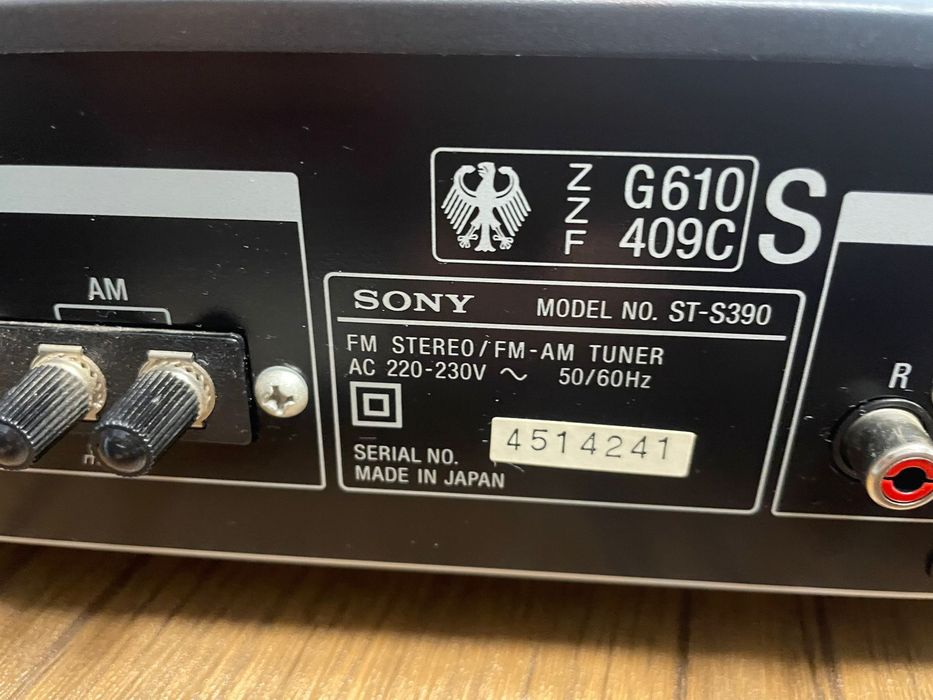 Z
Z
F
G610
409C
S
AM
SONY MODEL NO. ST-S390
FM STEREO/FM-AM TUNER
AC 220-230V ～ 50/60Hz
SERIAL NO. 4514241
MADE IN JAPAN
R